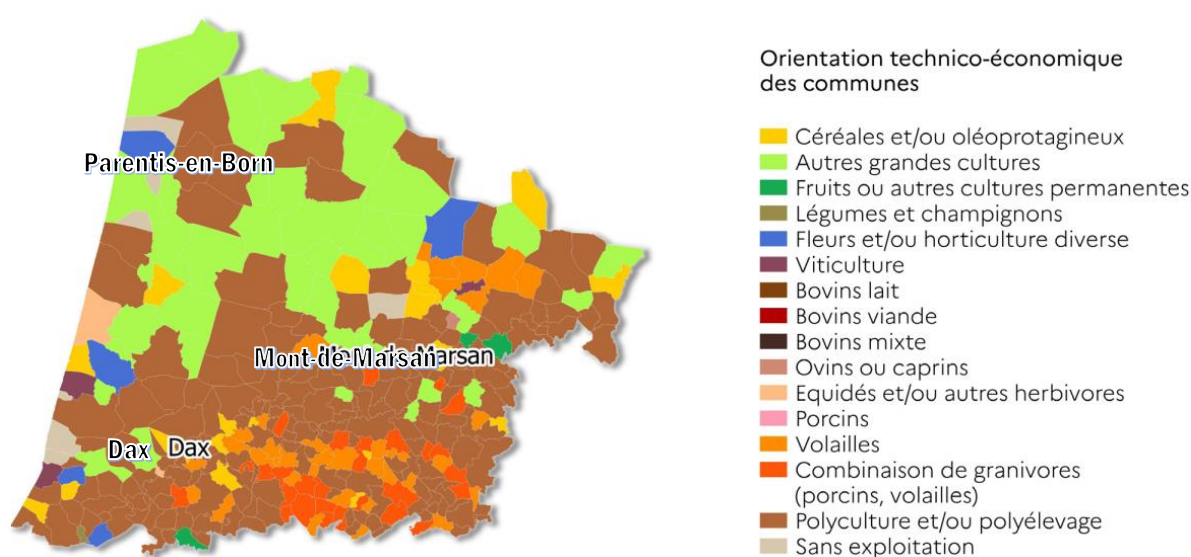 Orientation technico-économique
des communes
Céréales et/ou oléoprotagineux
Autres grandes cultures
Fruits ou autres cultures permanentes
Légumes et champignons
Fleurs et/ou horticulture diverse
Viticulture
Bovins lait
Bovins viande
Bovins mixte
Ovins ou caprins
Equidés et/ou autres herbivores
Porcins
Volailles
Combinaison de granivores
(porcins, volailles)
Polyculture et/ou polyélevage
Sans exploitation
Parentis-en-Born
Mont-de-Marsan
Marsan
Dax
Dax